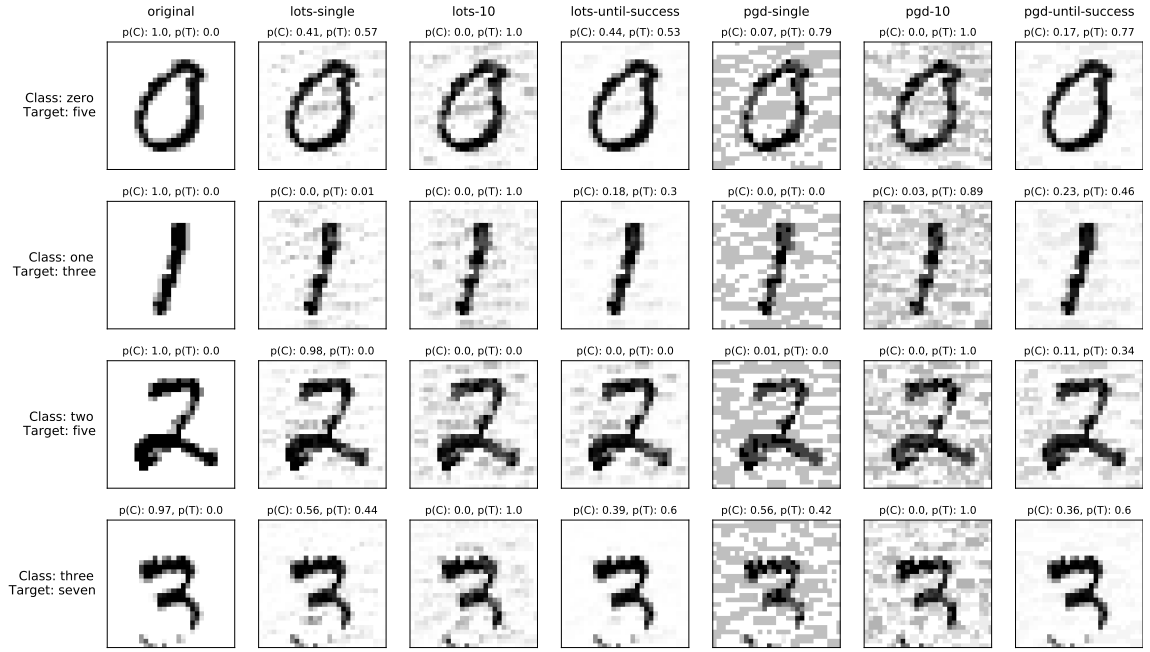 original lots-single lots-10 lots-until-success pgd-single pgd-10 pgd-until-success
p(C): 1.0, p(T): 0.0 p(C): 0.41, p(T): 0.57 p(C): 0.0, p(T): 1.0 p(C): 0.44, p(T): 0.53 p(C): 0.07, p(T): 0.79 p(C): 0.0, p(T): 1.0 p(C): 0.17, p(T): 0.77
Class: zero
Target: five
p(C): 1.0, p(T): 0.0 p(C): 0.0, p(T): 0.01 p(C): 0.0, p(T): 1.0 p(C): 0.18, p(T): 0.3 p(C): 0.0, p(T): 0.0 p(C): 0.03, p(T): 0.89 p(C): 0.23, p(T): 0.46
Class: one
Target: three
p(C): 1.0, p(T): 0.0 p(C): 0.98, p(T): 0.0 p(C): 0.0, p(T): 0.0 p(C): 0.0, p(T): 0.0 p(C): 0.01, p(T): 0.0 p(C): 0.0, p(T): 1.0 p(C): 0.11, p(T): 0.34
Class: two
Target: five
p(C): 0.97, p(T): 0.0 p(C): 0.56, p(T): 0.44 p(C): 0.0, p(T): 1.0 p(C): 0.39, p(T): 0.6 p(C): 0.56, p(T): 0.42 p(C): 0.0, p(T): 1.0 p(C): 0.36, p(T): 0.6
Class: three
Target: seven